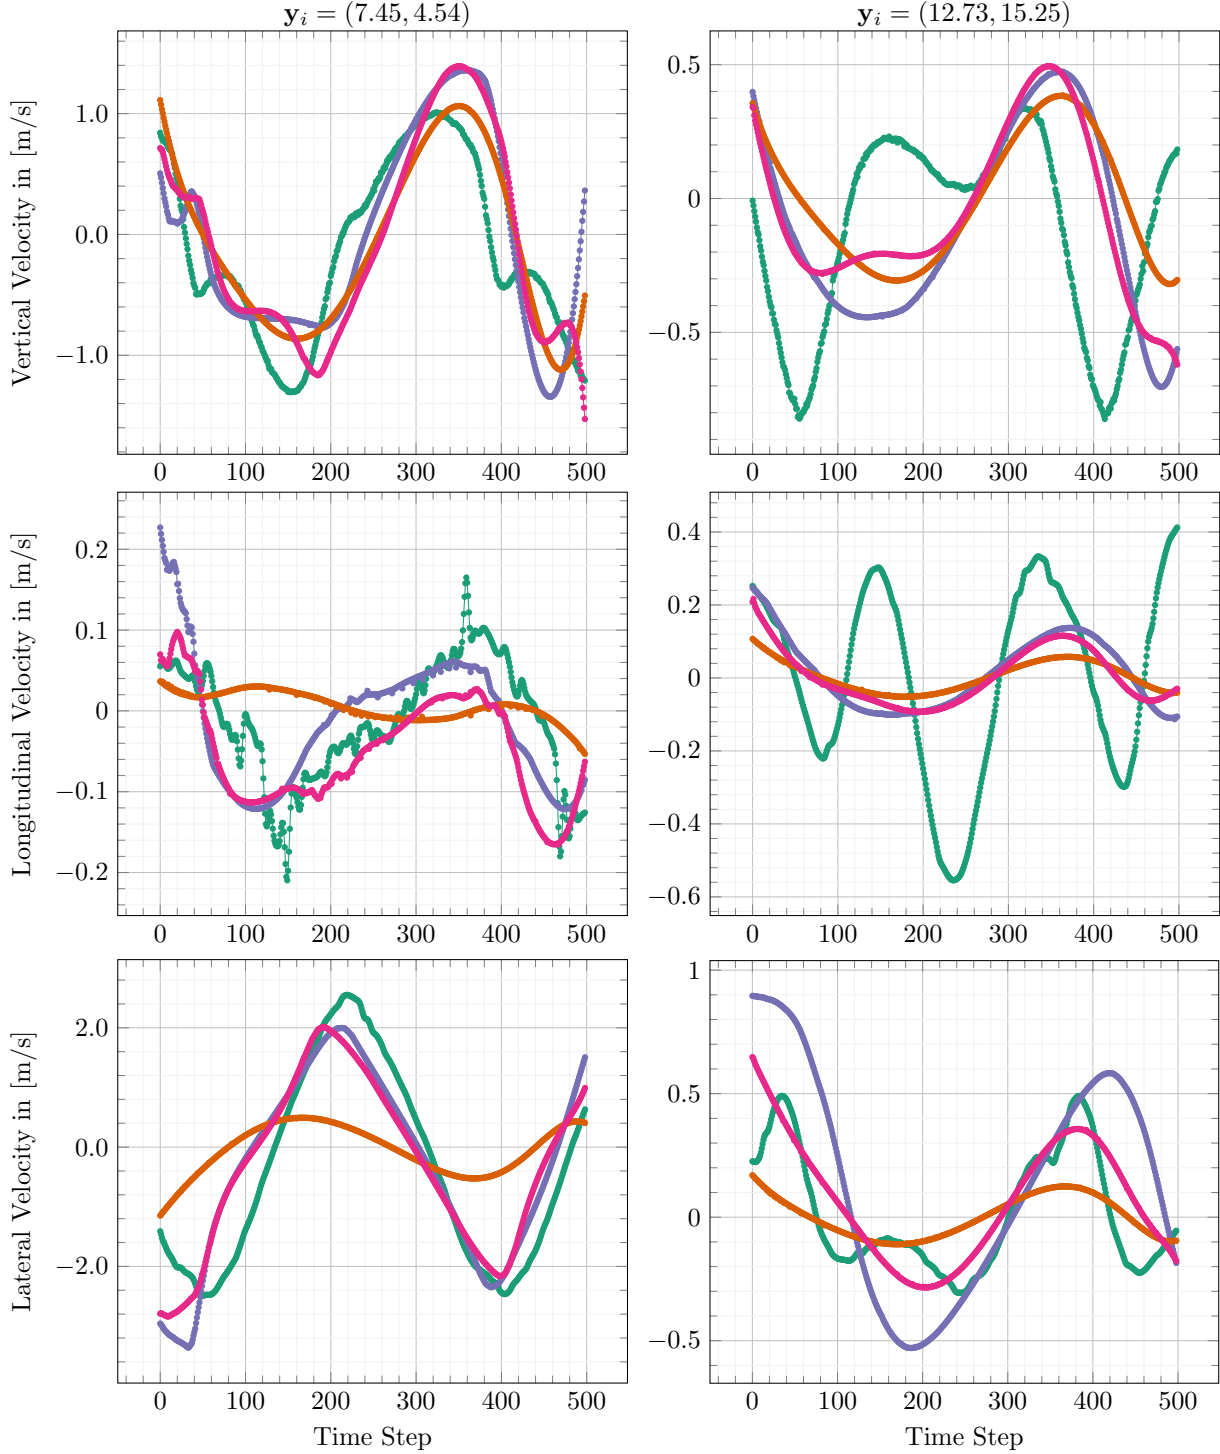 y_i = (7.45, 4.54)
y_i = (12.73, 15.25)
Vertical Velocity in [m/s]
1.0
0.0
−1.0
0 100 200 300 400 500
0.5
0
−0.5
0 100 200 300 400 500
Longitudinal Velocity in [m/s]
0.2
0.1
0
−0.1
−0.2
0 100 200 300 400 500
0.4
0.2
0
−0.2
−0.4
−0.6
0 100 200 300 400 500
Lateral Velocity in [m/s]
2.0
0.0
−2.0
0 100 200 300 400 500
Time Step
1
0.5
0
−0.5
0 100 200 300 400 500
Time Step